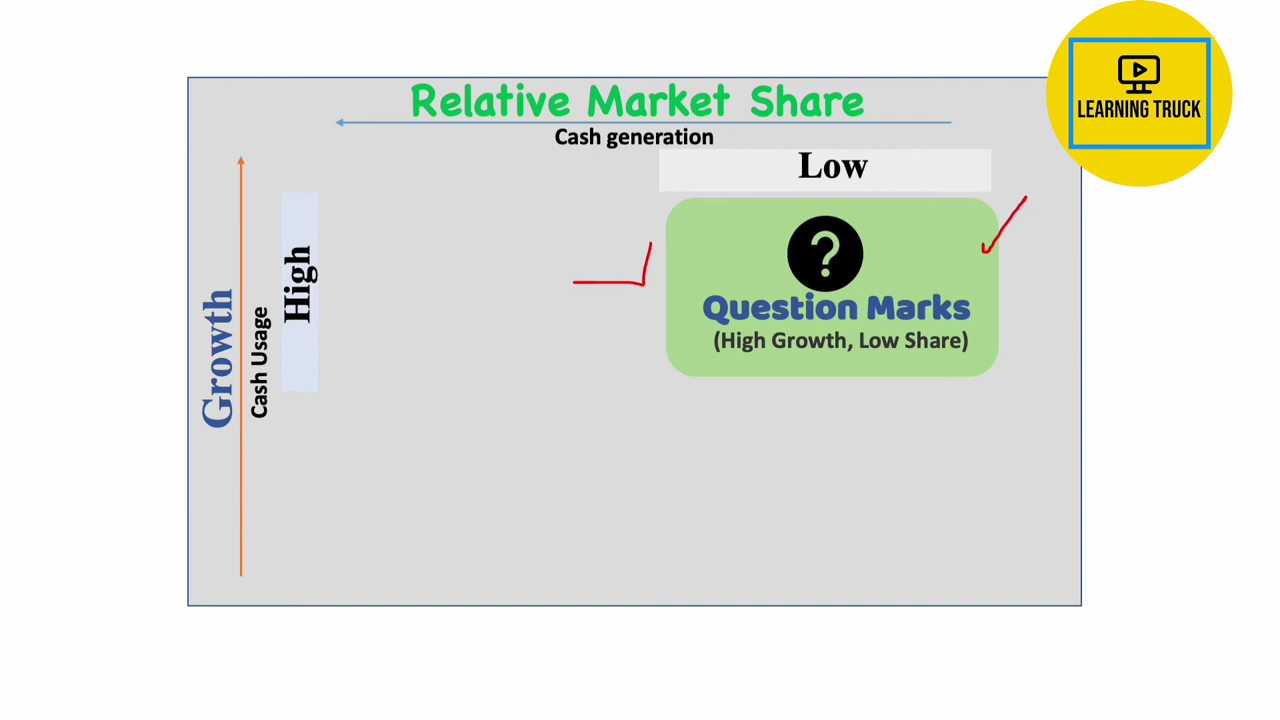 Relative Market Share
Cash generation
LEARNING TRUCK
Low
High
Growth
Cash Usage
?
Question Marks
(High Growth, Low Share)